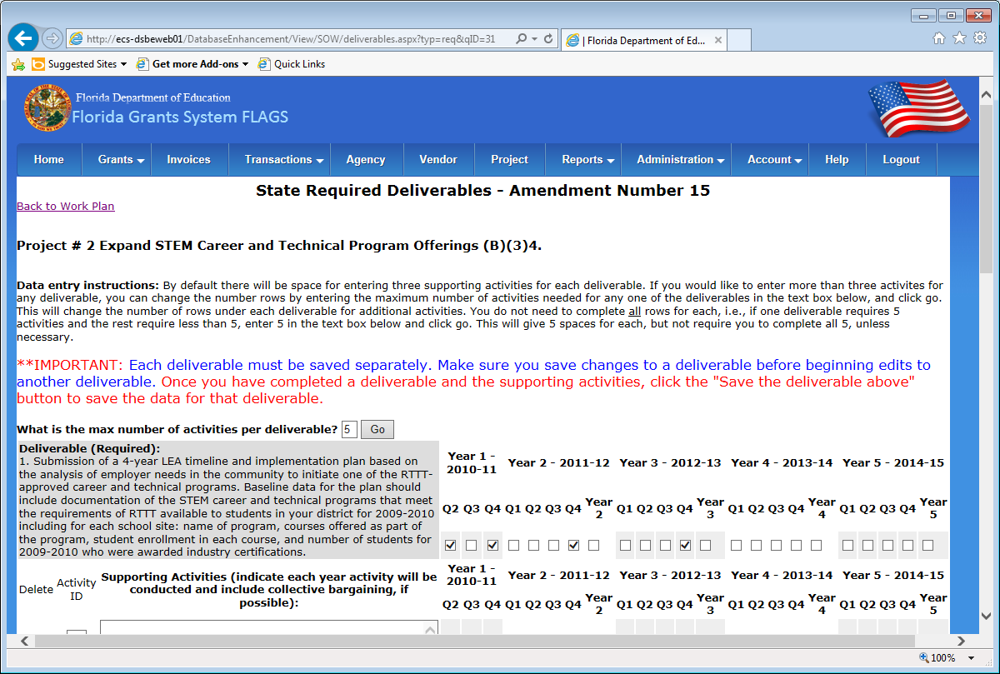 http://ecs-dsbeweb01/DatabaseEnhancement/View/SOW/deliverables.aspx?typ=req&qID=31
| Florida Department of Ed...
Suggested Sites
Get more Add-ons
Quick Links
Florida Department of Education
Florida Grants System FLAGS
Home Grants Invoices Transactions Agency Vendor Project Reports Administration Account Help Logout
State Required Deliverables - Amendment Number 15
Back to Work Plan
Project # 2 Expand STEM Career and Technical Program Offerings (B)(3)4.
Data entry instructions: By default there will be space for entering three supporting activities for each deliverable. If you would like to enter more than three activites for
any deliverable, you can change the number rows by entering the maximum number of activities needed for any one of the deliverables in the text box below, and click go.
This will change the number of rows under each deliverable for additional activities. You do not need to complete all rows for each, i.e., if one deliverable requires 5
activities and the rest require less than 5, enter 5 in the text box below and click go. This will give 5 spaces for each, but not require you to complete all 5, unless
necessary.
**IMPORTANT: Each deliverable must be saved separately. Make sure you save changes to a deliverable before beginning edits to
another deliverable. Once you have completed a deliverable and the supporting activities, click the "Save the deliverable above"
button to save the data for that deliverable.
What is the max number of activities per deliverable? 5 Go
Deliverable (Required):
1. Submission of a 4-year LEA timeline and implementation plan based on
the analysis of employer needs in the community to initiate one of the RTTT-
approved career and technical programs. Baseline data for the plan should
include documentation of the STEM career and technical programs that meet
the requirements of RTTT available to students in your district for 2009-2010
including for each school site: name of program, courses offered as part of
the program, student enrollment in each course, and number of students for
2009-2010 who were awarded industry certifications.
Year 1 -
2010-11
Year 2 - 2011-12
Year 3 - 2012-13
Year 4 - 2013-14
Year 5 - 2014-15
Q2 Q3 Q4 Q1 Q2 Q3 Q4 Year 2 Q1 Q2 Q3 Q4 Year 3 Q1 Q2 Q3 Q4 Year 4 Q1 Q2 Q3 Q4 Year 5
Delete
Activity
ID
Supporting Activities (indicate each year activity will be
conducted and include collective bargaining, if
possible):
Year 1 -
2010-11
Year 2 - 2011-12
Year 3 - 2012-13
Year 4 - 2013-14
Year 5 - 2014-15
Q2 Q3 Q4 Q1 Q2 Q3 Q4 Year 2 Q1 Q2 Q3 Q4 Year 3 Q1 Q2 Q3 Q4 Year 4 Q1 Q2 Q3 Q4 Year 5
100%